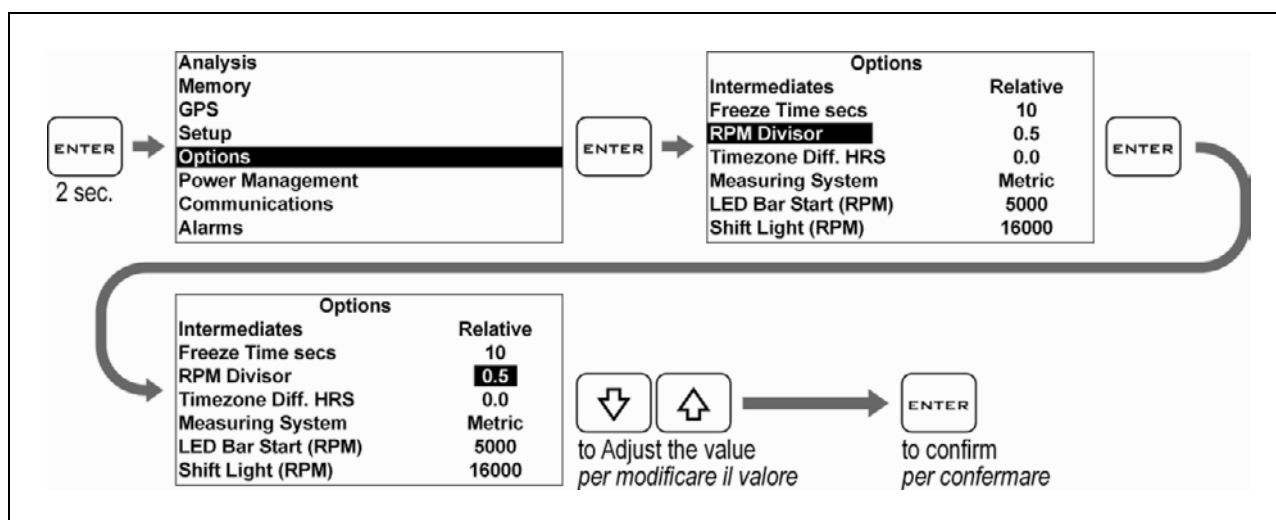 ENTER
2 sec.
Analysis
Memory
GPS
Setup
Options
Power Management
Communications
Alarms
ENTER
Options
Intermediates Relative
Freeze Time secs 10
RPM Divisor 0.5
Timezone Diff. HRS 0.0
Measuring System Metric
LED Bar Start (RPM) 5000
Shift Light (RPM) 16000
ENTER
Options
Intermediates Relative
Freeze Time secs 10
RPM Divisor 0.5
Timezone Diff. HRS 0.0
Measuring System Metric
LED Bar Start (RPM) 5000
Shift Light (RPM) 16000
to Adjust the value
per modificare il valore
ENTER
to confirm
per confermare